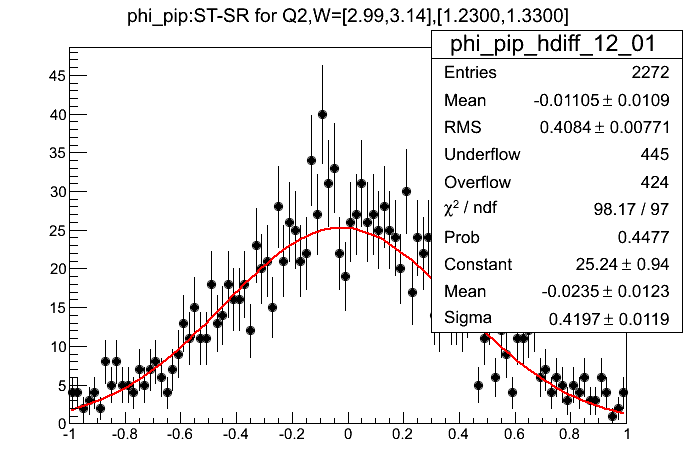 phi_pip:ST-SR for Q2,W=[2.99,3.14],[1.2300,1.3300]
phi_pip_hdiff_12_01
Entries 2272
Mean -0.01105 ± 0.0109
RMS 0.4084 ± 0.00771
Underflow 445
Overflow 424
χ² / ndf 98.17 / 97
Prob 0.4477
Constant 25.24 ± 0.94
Mean -0.0235 ± 0.0123
Sigma 0.4197 ± 0.0119
45
40
35
30
25
20
15
10
5
0
-1 -0.8 -0.6 -0.4 -0.2 0 0.2 0.4 0.6 0.8 1